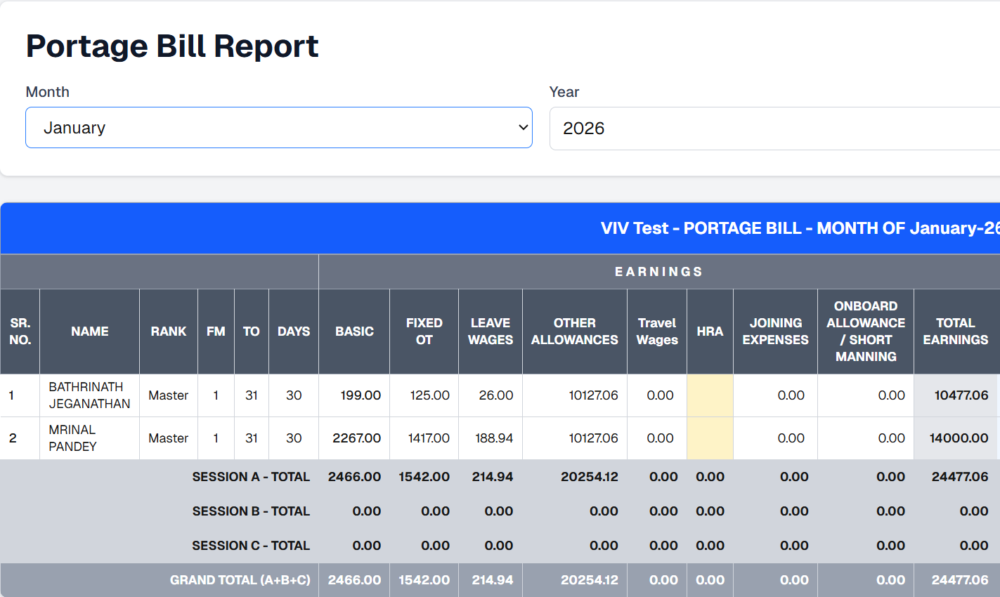 Portage Bill Report
Month
Year
January
2026
VIV Test - PORTAGE BILL - MONTH OF January-26
EARNINGS
SR. NO. NAME RANK FM TO DAYS BASIC FIXED OT LEAVE WAGES OTHER ALLOWANCES Travel Wages HRA JOINING EXPENSES ONBOARD ALLOWANCE / SHORT MANNING TOTAL EARNINGS
1 BATHRINATH JEGANATHAN Master 1 31 30 199.00 125.00 26.00 10127.06 0.00 0.00 0.00 10477.06
2 MRINAL PANDEY Master 1 31 30 2267.00 1417.00 188.94 10127.06 0.00 0.00 0.00 14000.00
SESSION A - TOTAL 2466.00 1542.00 214.94 20254.12 0.00 0.00 0.00 0.00 24477.06
SESSION B - TOTAL 0.00 0.00 0.00 0.00 0.00 0.00 0.00 0.00 0.00
SESSION C - TOTAL 0.00 0.00 0.00 0.00 0.00 0.00 0.00 0.00 0.00
GRAND TOTAL (A+B+C) 2466.00 1542.00 214.94 20254.12 0.00 0.00 0.00 0.00 24477.06